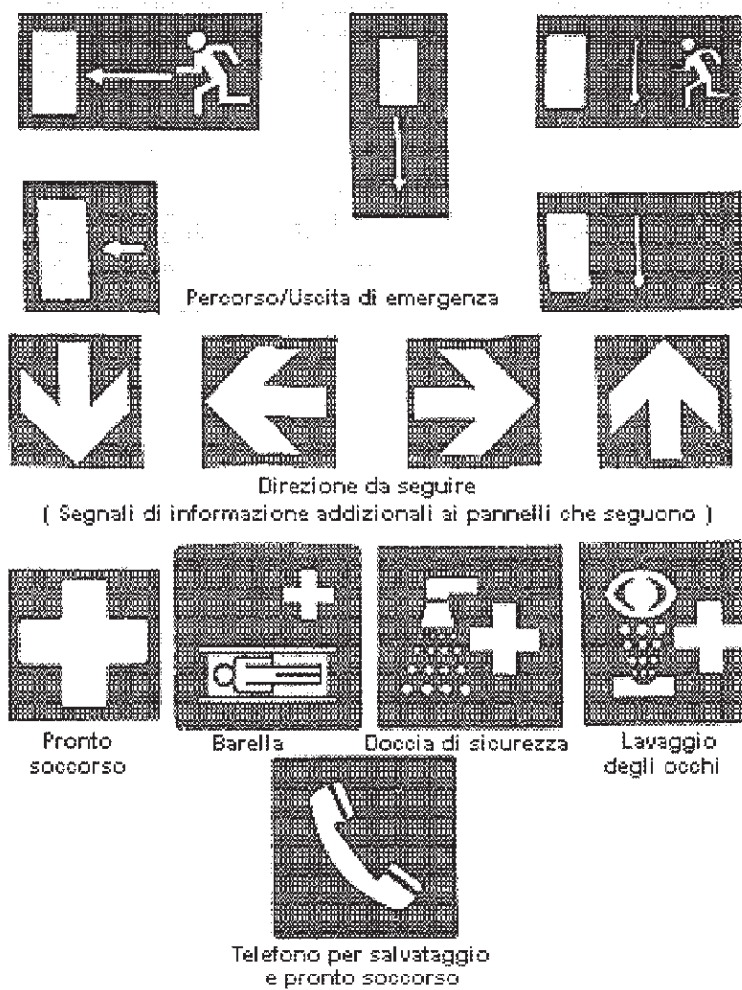 Percorso/Uscita di emergenza
Direzione da seguire
( Segnali di informazione addizionali ai pannelli che seguono )
Pronto
soccorso
Barella
Doccia di sicurezza
Lavaggio
degli occhi
Telefono per salvataggio
e pronto soccorso